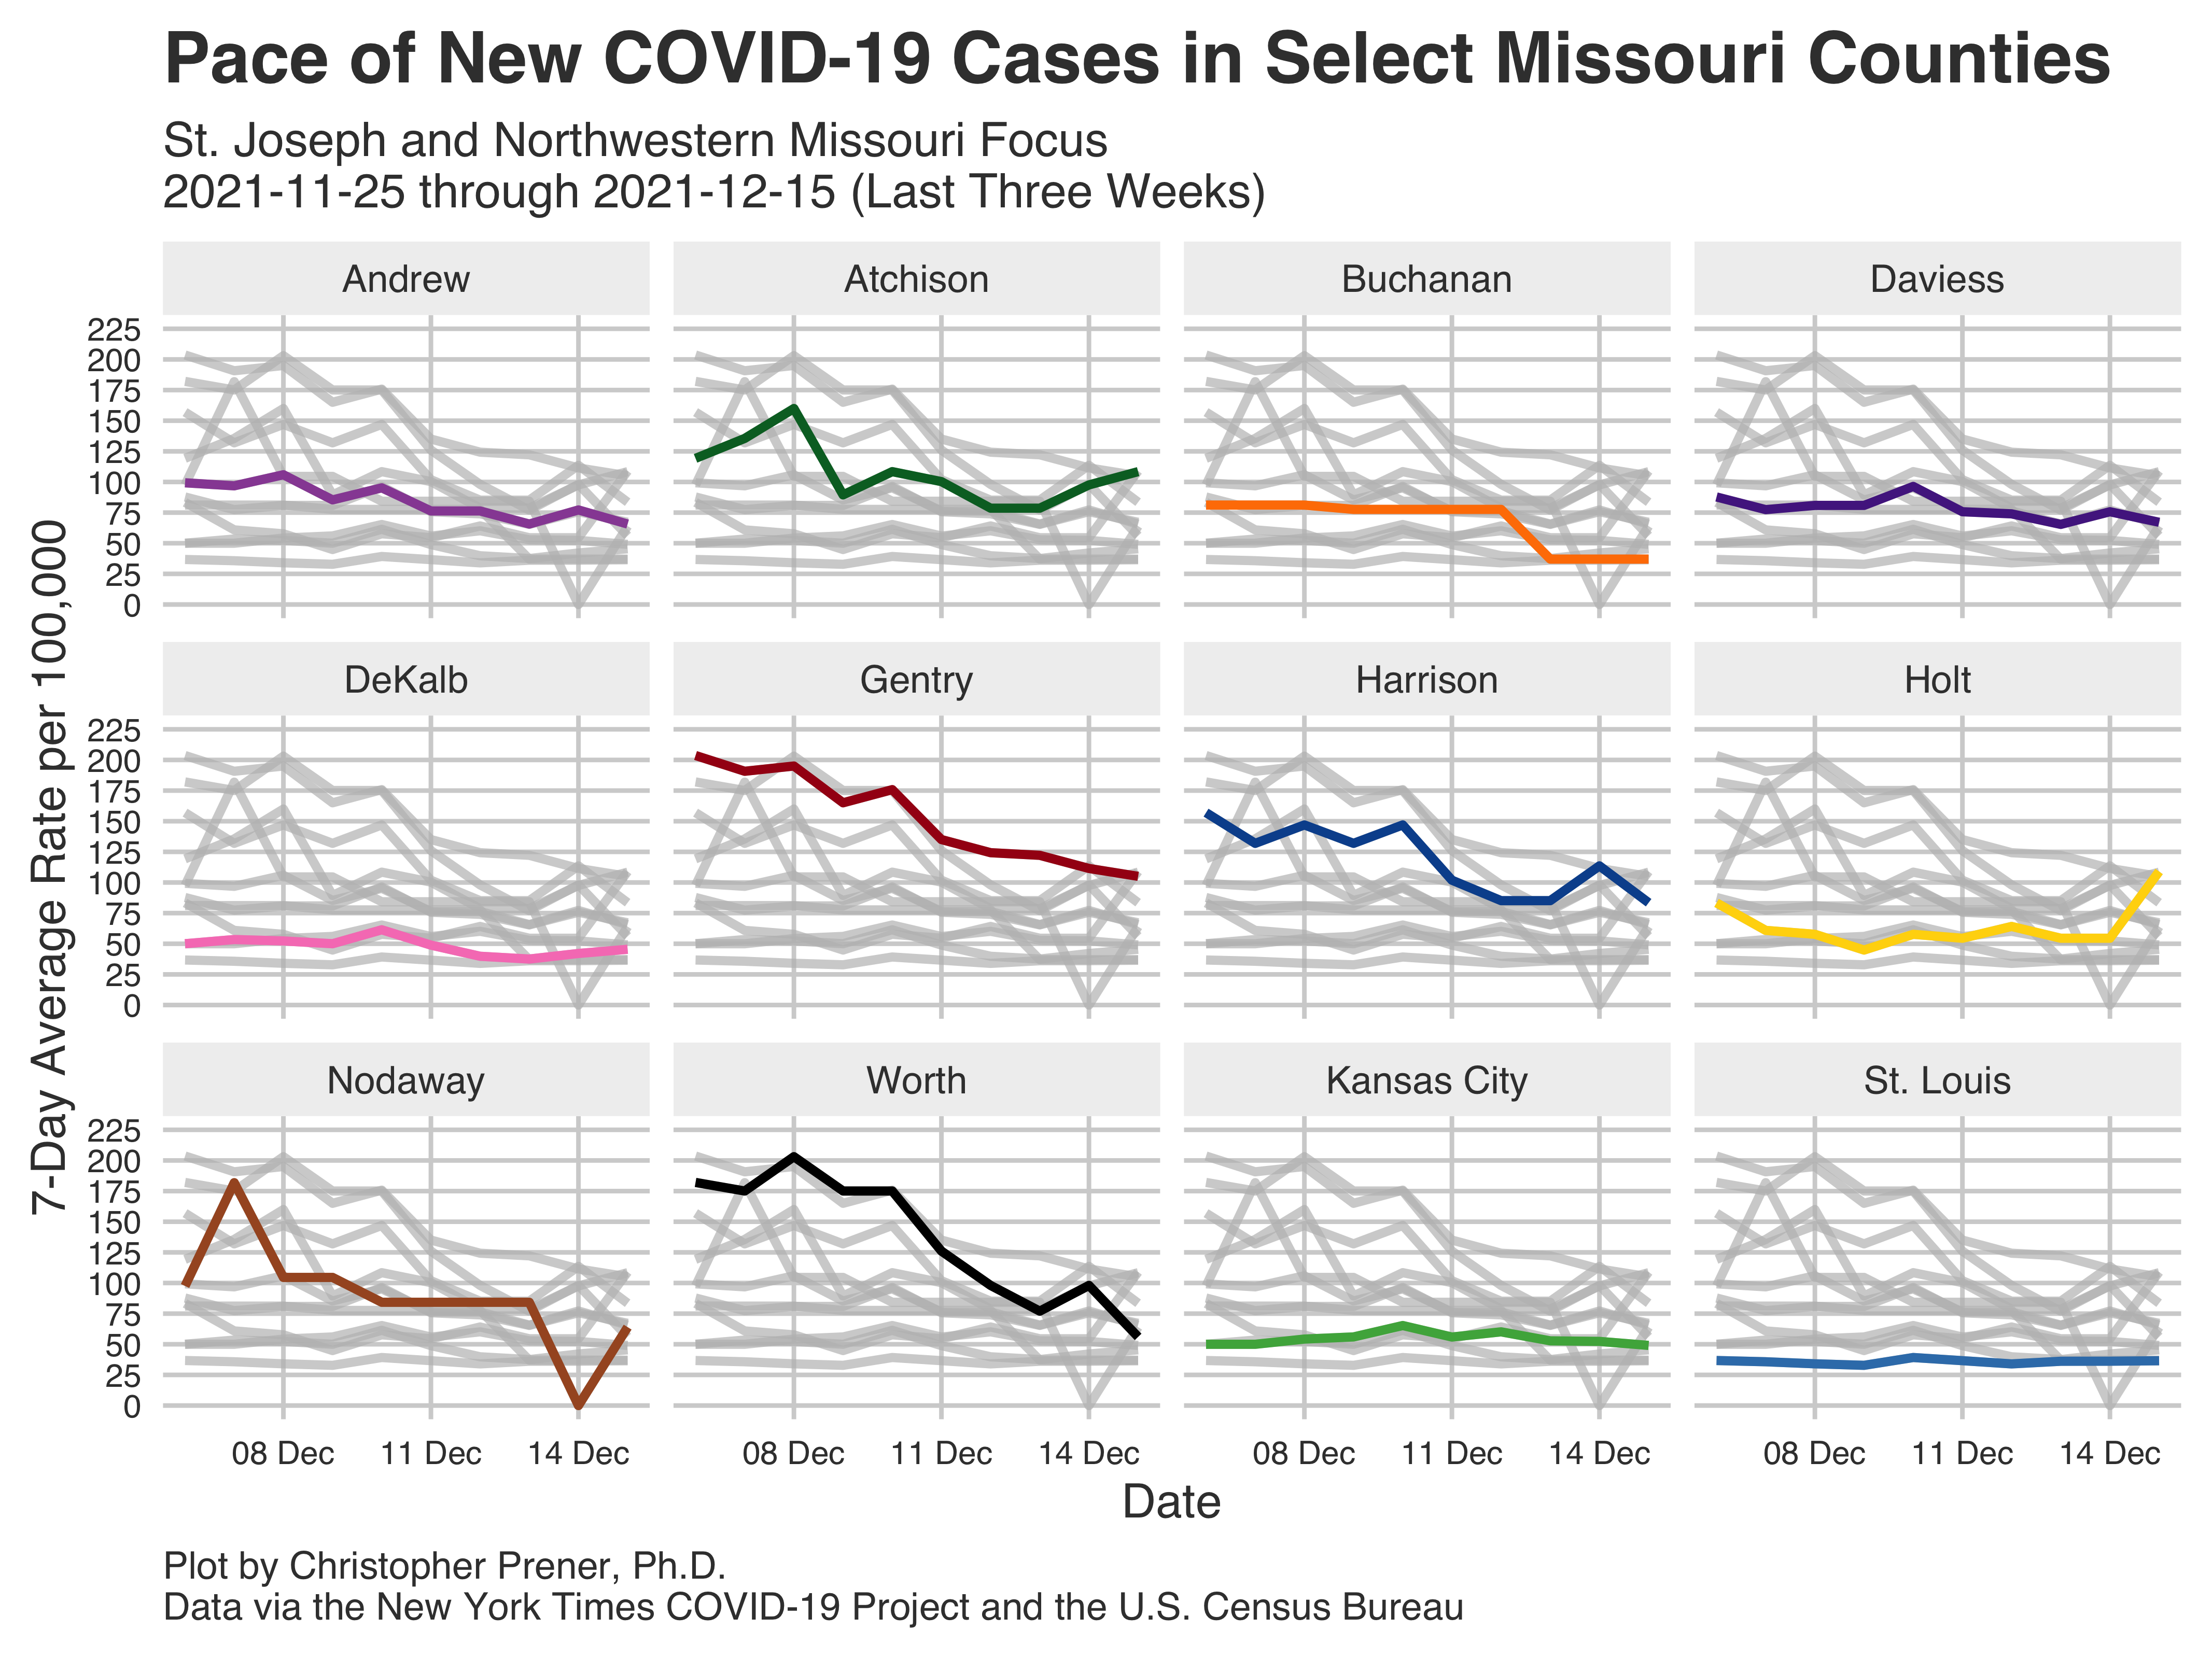 Pace of New COVID-19 Cases in Select Missouri Counties
St. Joseph and Northwestern Missouri Focus
2021-11-25 through 2021-12-15 (Last Three Weeks)
7-Day Average Rate per 100,000
Andrew
Atchison
Buchanan
Daviess
225
200
175
150
125
100
75
50
25
0
DeKalb
Gentry
Harrison
Holt
225
200
175
150
125
100
75
50
25
0
Nodaway
Worth
Kansas City
St. Louis
225
200
175
150
125
100
75
50
25
0
08 Dec 11 Dec 14 Dec
08 Dec 11 Dec 14 Dec
08 Dec 11 Dec 14 Dec
08 Dec 11 Dec 14 Dec
Date
Plot by Christopher Prener, Ph.D.
Data via the New York Times COVID-19 Project and the U.S. Census Bureau